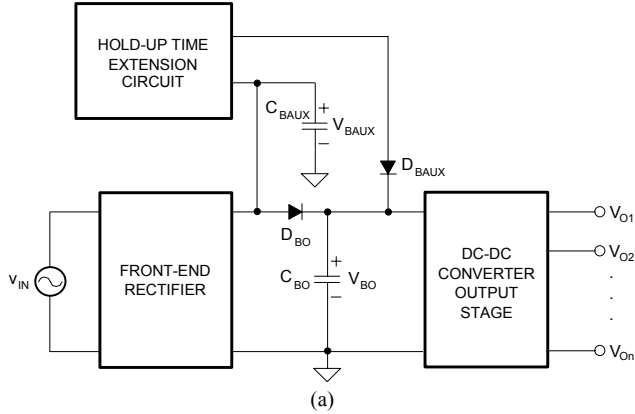 HOLD-UP TIME
EXTENSION
CIRCUIT
C_BAUX
+
V_BAUX
–
D_BAUX
D_BO
v_IN
FRONT-END
RECTIFIER
+
C_BO
V_BO
–
DC-DC
CONVERTER
OUTPUT
STAGE
V_O1
V_O2
.
.
.
V_On
(a)